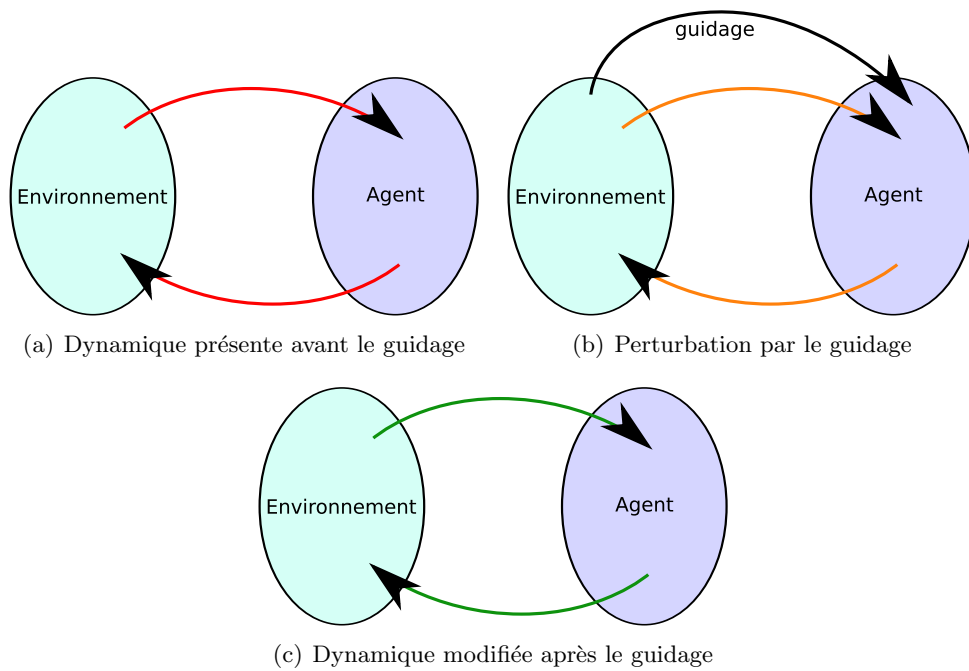 guidage
Environnement
Agent
Environnement
Agent
(a) Dynamique présente avant le guidage
(b) Perturbation par le guidage
Environnement
Agent
(c) Dynamique modifiée après le guidage